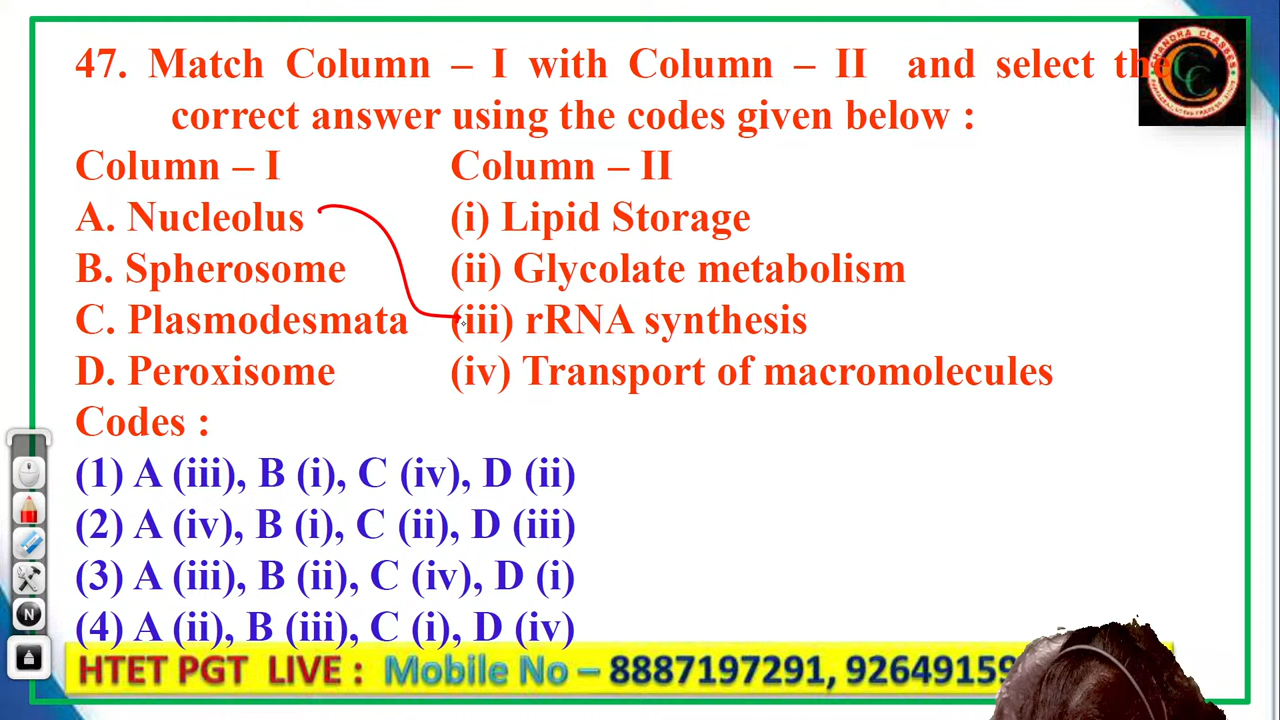 47. Match Column – I with Column – II and select the
correct answer using the codes given below :
Column – I Column – II
A. Nucleolus (i) Lipid Storage
B. Spherosome (ii) Glycolate metabolism
C. Plasmodesmata (iii) rRNA synthesis
D. Peroxisome (iv) Transport of macromolecules
Codes :
(1) A (iii), B (i), C (iv), D (ii)
(2) A (iv), B (i), C (ii), D (iii)
(3) A (iii), B (ii), C (iv), D (i)
(4) A (ii), B (iii), C (i), D (iv)
HTET PGT LIVE : Mobile No – 8887197291, 92649159
CHANDRA CLASSES
CC
N